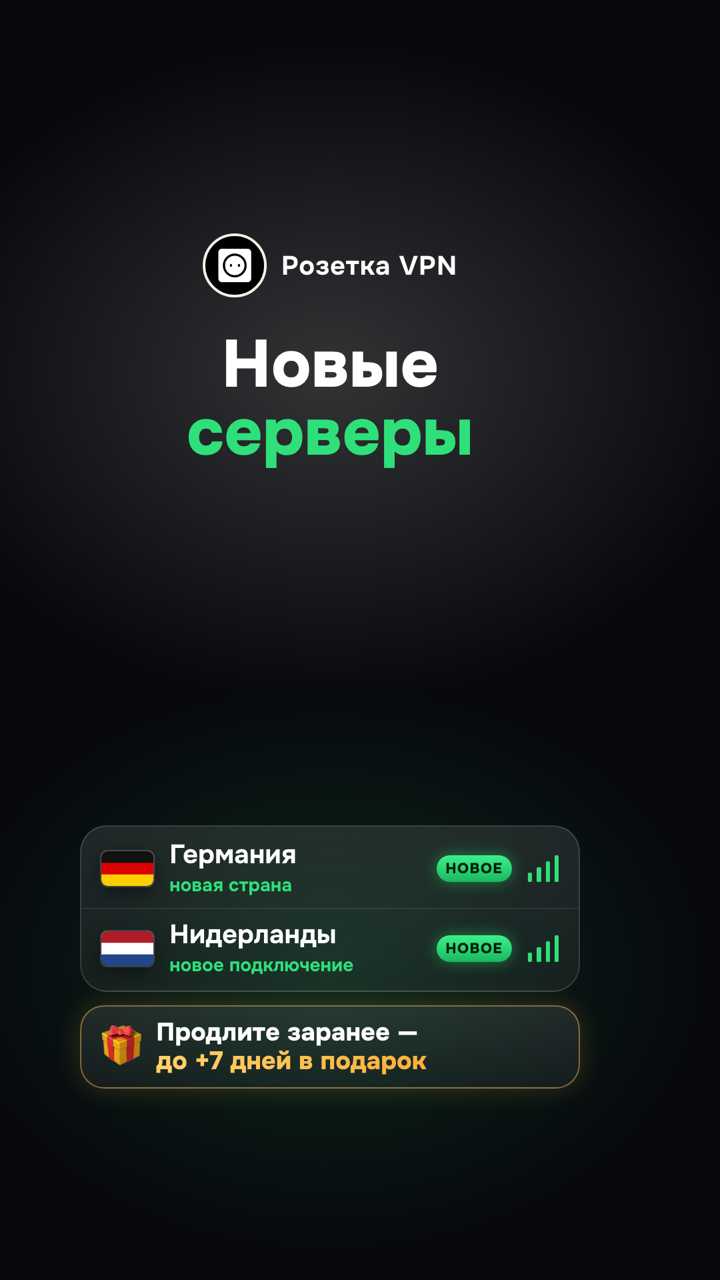 Розетка VPN
Новые
серверы
Германия
новая страна
НОВОЕ
Нидерланды
новое подключение
НОВОЕ
Продлите заранее —
до +7 дней в подарок